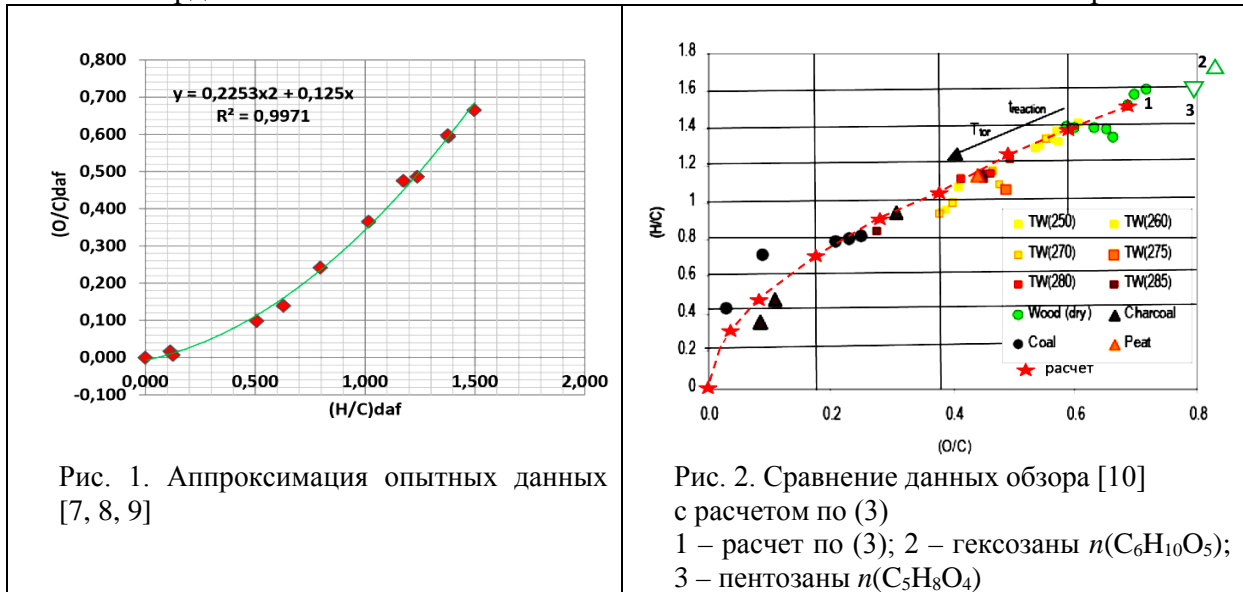 0,800
0,700
0,600
0,500
0,400
0,300
0,200
0,100
0,000
-0,100
y = 0,2253x2 + 0,125x
R² = 0,9971
(O/C)daf
0,000 0,500 1,000 1,500 2,000
(H/C)daf
Рис. 1. Аппроксимация опытных данных
[7, 8, 9]
1.8
1.6
1.4
1.2
1
0.8
0.6
0.4
0.2
0
(H/C)
2
1
3
t reaction
T tor
TW(250) TW(260)
TW(270) TW(275)
TW(280) TW(285)
Wood (dry) Charcoal
Coal Peat
расчет
0.0 0.2 0.4 0.6 0.8
(O/C)
Рис. 2. Сравнение данных обзора [10]
с расчетом по (3)
1 – расчет по (3); 2 – гексозаны n(C₆H₁₀O₅);
3 – пентозаны n(C₅H₈O₄)